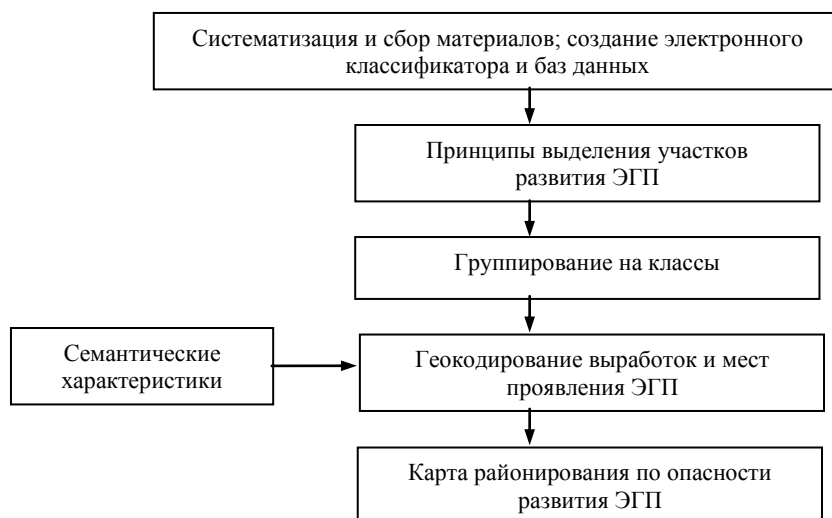 Систематизация и сбор материалов; создание электронного
классификатора и баз данных
Принципы выделения участков
развития ЭГП
Группирование на классы
Семантические
характеристики
Геокодирование выработок и мест
проявления ЭГП
Карта районирования по опасности
развития ЭГП